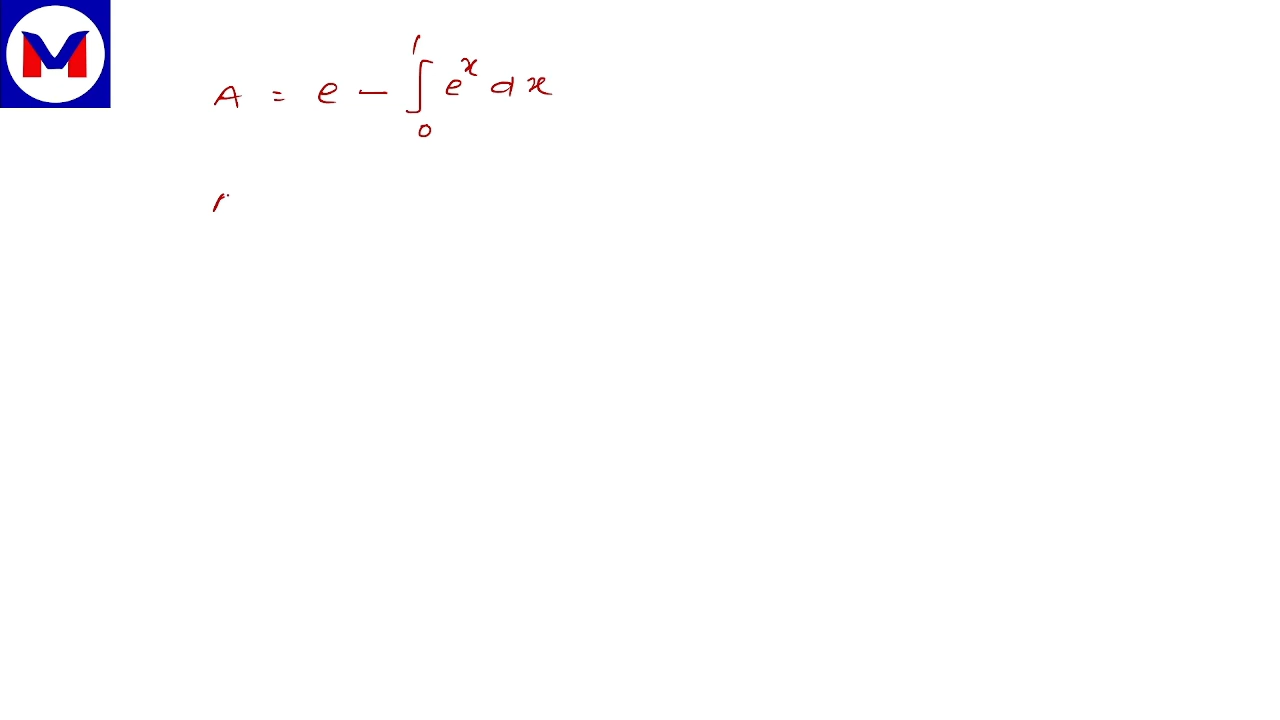 A = e − ∫₀¹ eˣ dx